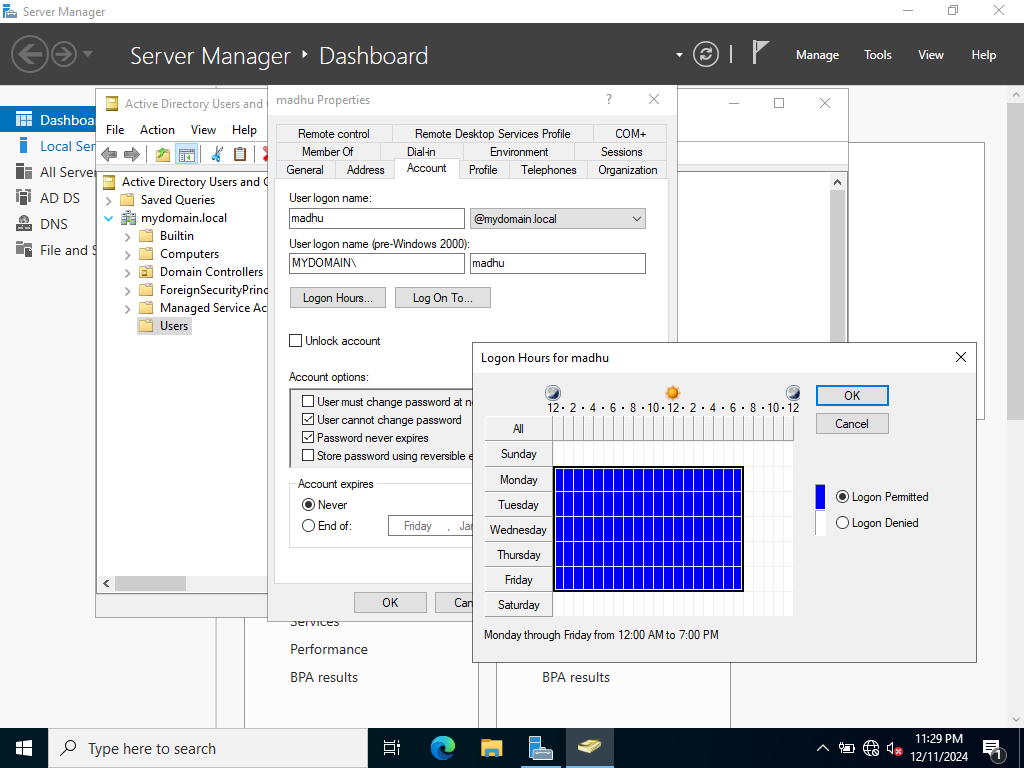 Server Manager
Server Manager ‣ Dashboard
Manage
Tools
View
Help
Dashboa
Local Ser
All Server
AD DS
DNS
File and S
Active Directory Users and C
File
Action
View
Help
Active Directory Users and C
Saved Queries
mydomain.local
Builtin
Computers
Domain Controllers
ForeignSecurityPrinc
Managed Service Ac
Users
madhu Properties
Remote control
Remote Desktop Services Profile
COM+
Member Of
Dial-in
Environment
Sessions
General
Address
Account
Profile
Telephones
Organization
User logon name:
madhu
@mydomain.local
User logon name (pre-Windows 2000):
MYDOMAIN\
madhu
Logon Hours...
Log On To...
Unlock account
Account options:
User must change password at ne
User cannot change password
Password never expires
Store password using reversible e
Account expires
Never
End of:
Friday , Jan
OK
Can
Logon Hours for madhu
12 · 2 · 4 · 6 · 8 · 10 · 12 · 2 · 4 · 6 · 8 · 10 · 12
All
Sunday
Monday
Tuesday
Wednesday
Thursday
Friday
Saturday
OK
Cancel
Logon Permitted
Logon Denied
Monday through Friday from 12:00 AM to 7:00 PM
Services
Performance
BPA results
BPA results
Type here to search
11:29 PM
12/11/2024
1